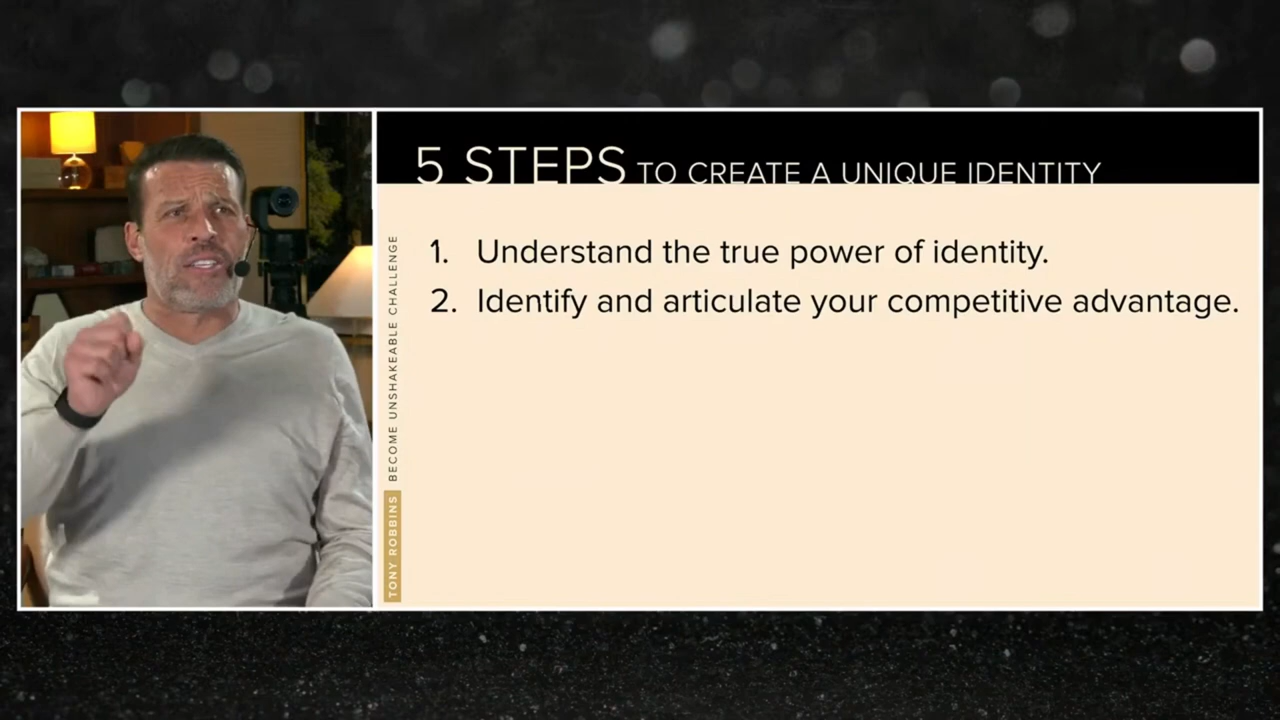 5 STEPS TO CREATE A UNIQUE IDENTITY
1. Understand the true power of identity.
2. Identify and articulate your competitive advantage.
TONY ROBBINS BECOME UNSHAKEABLE CHALLENGE